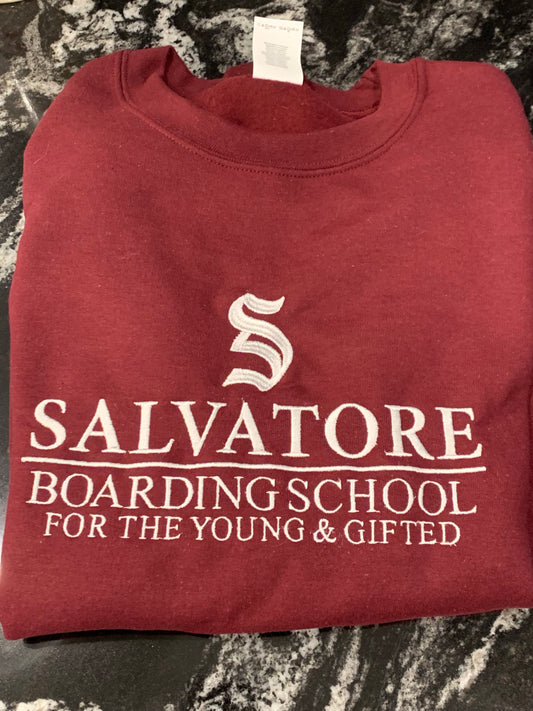 S
SALVATORE
BOARDING SCHOOL
FOR THE YOUNG & GIFTED